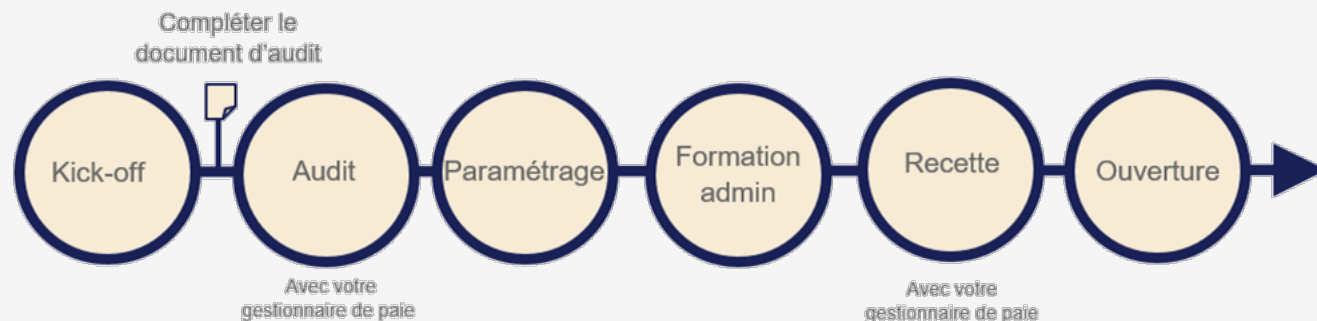 Compléter le
document d'audit
Kick-off
Audit
Paramétrage
Formation
admin
Recette
Ouverture
Avec votre
gestionnaire de paie
Avec votre
gestionnaire de paie